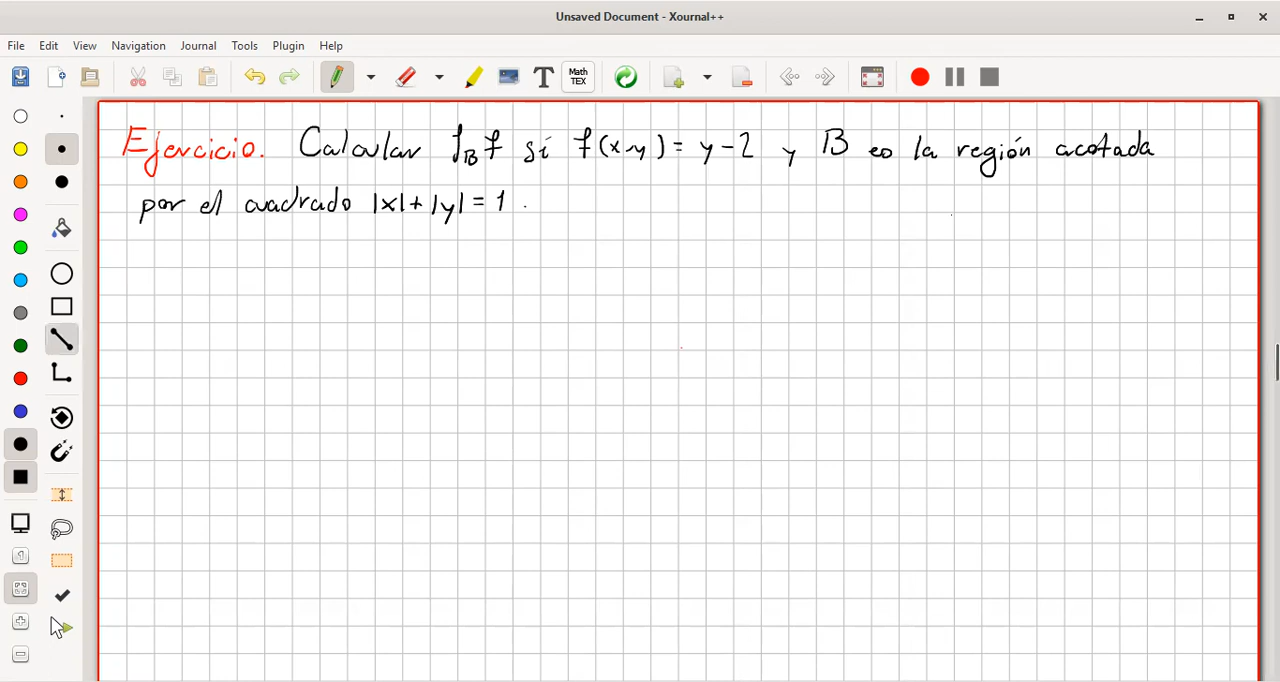 Unsaved Document - Xournal++
File Edit View Navigation Journal Tools Plugin Help
Math TEX
Ejercicio. Calcular ∫_B f si f(x,y) = y-2 y B es la región acotada
por el cuadrado |x|+|y| = 1.